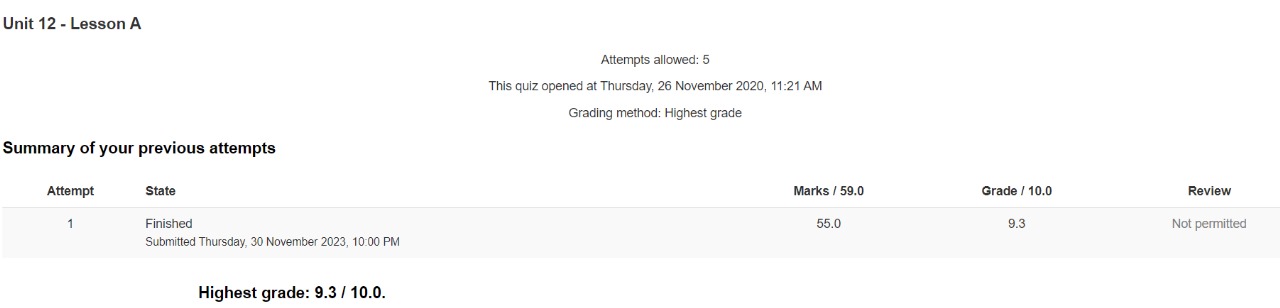 Unit 12 - Lesson A
Attempts allowed: 5
This quiz opened at Thursday, 26 November 2020, 11:21 AM
Grading method: Highest grade
Summary of your previous attempts
Attempt State Marks / 59.0 Grade / 10.0 Review
1 Finished 55.0 9.3 Not permitted
Submitted Thursday, 30 November 2023, 10:00 PM
Highest grade: 9.3 / 10.0.